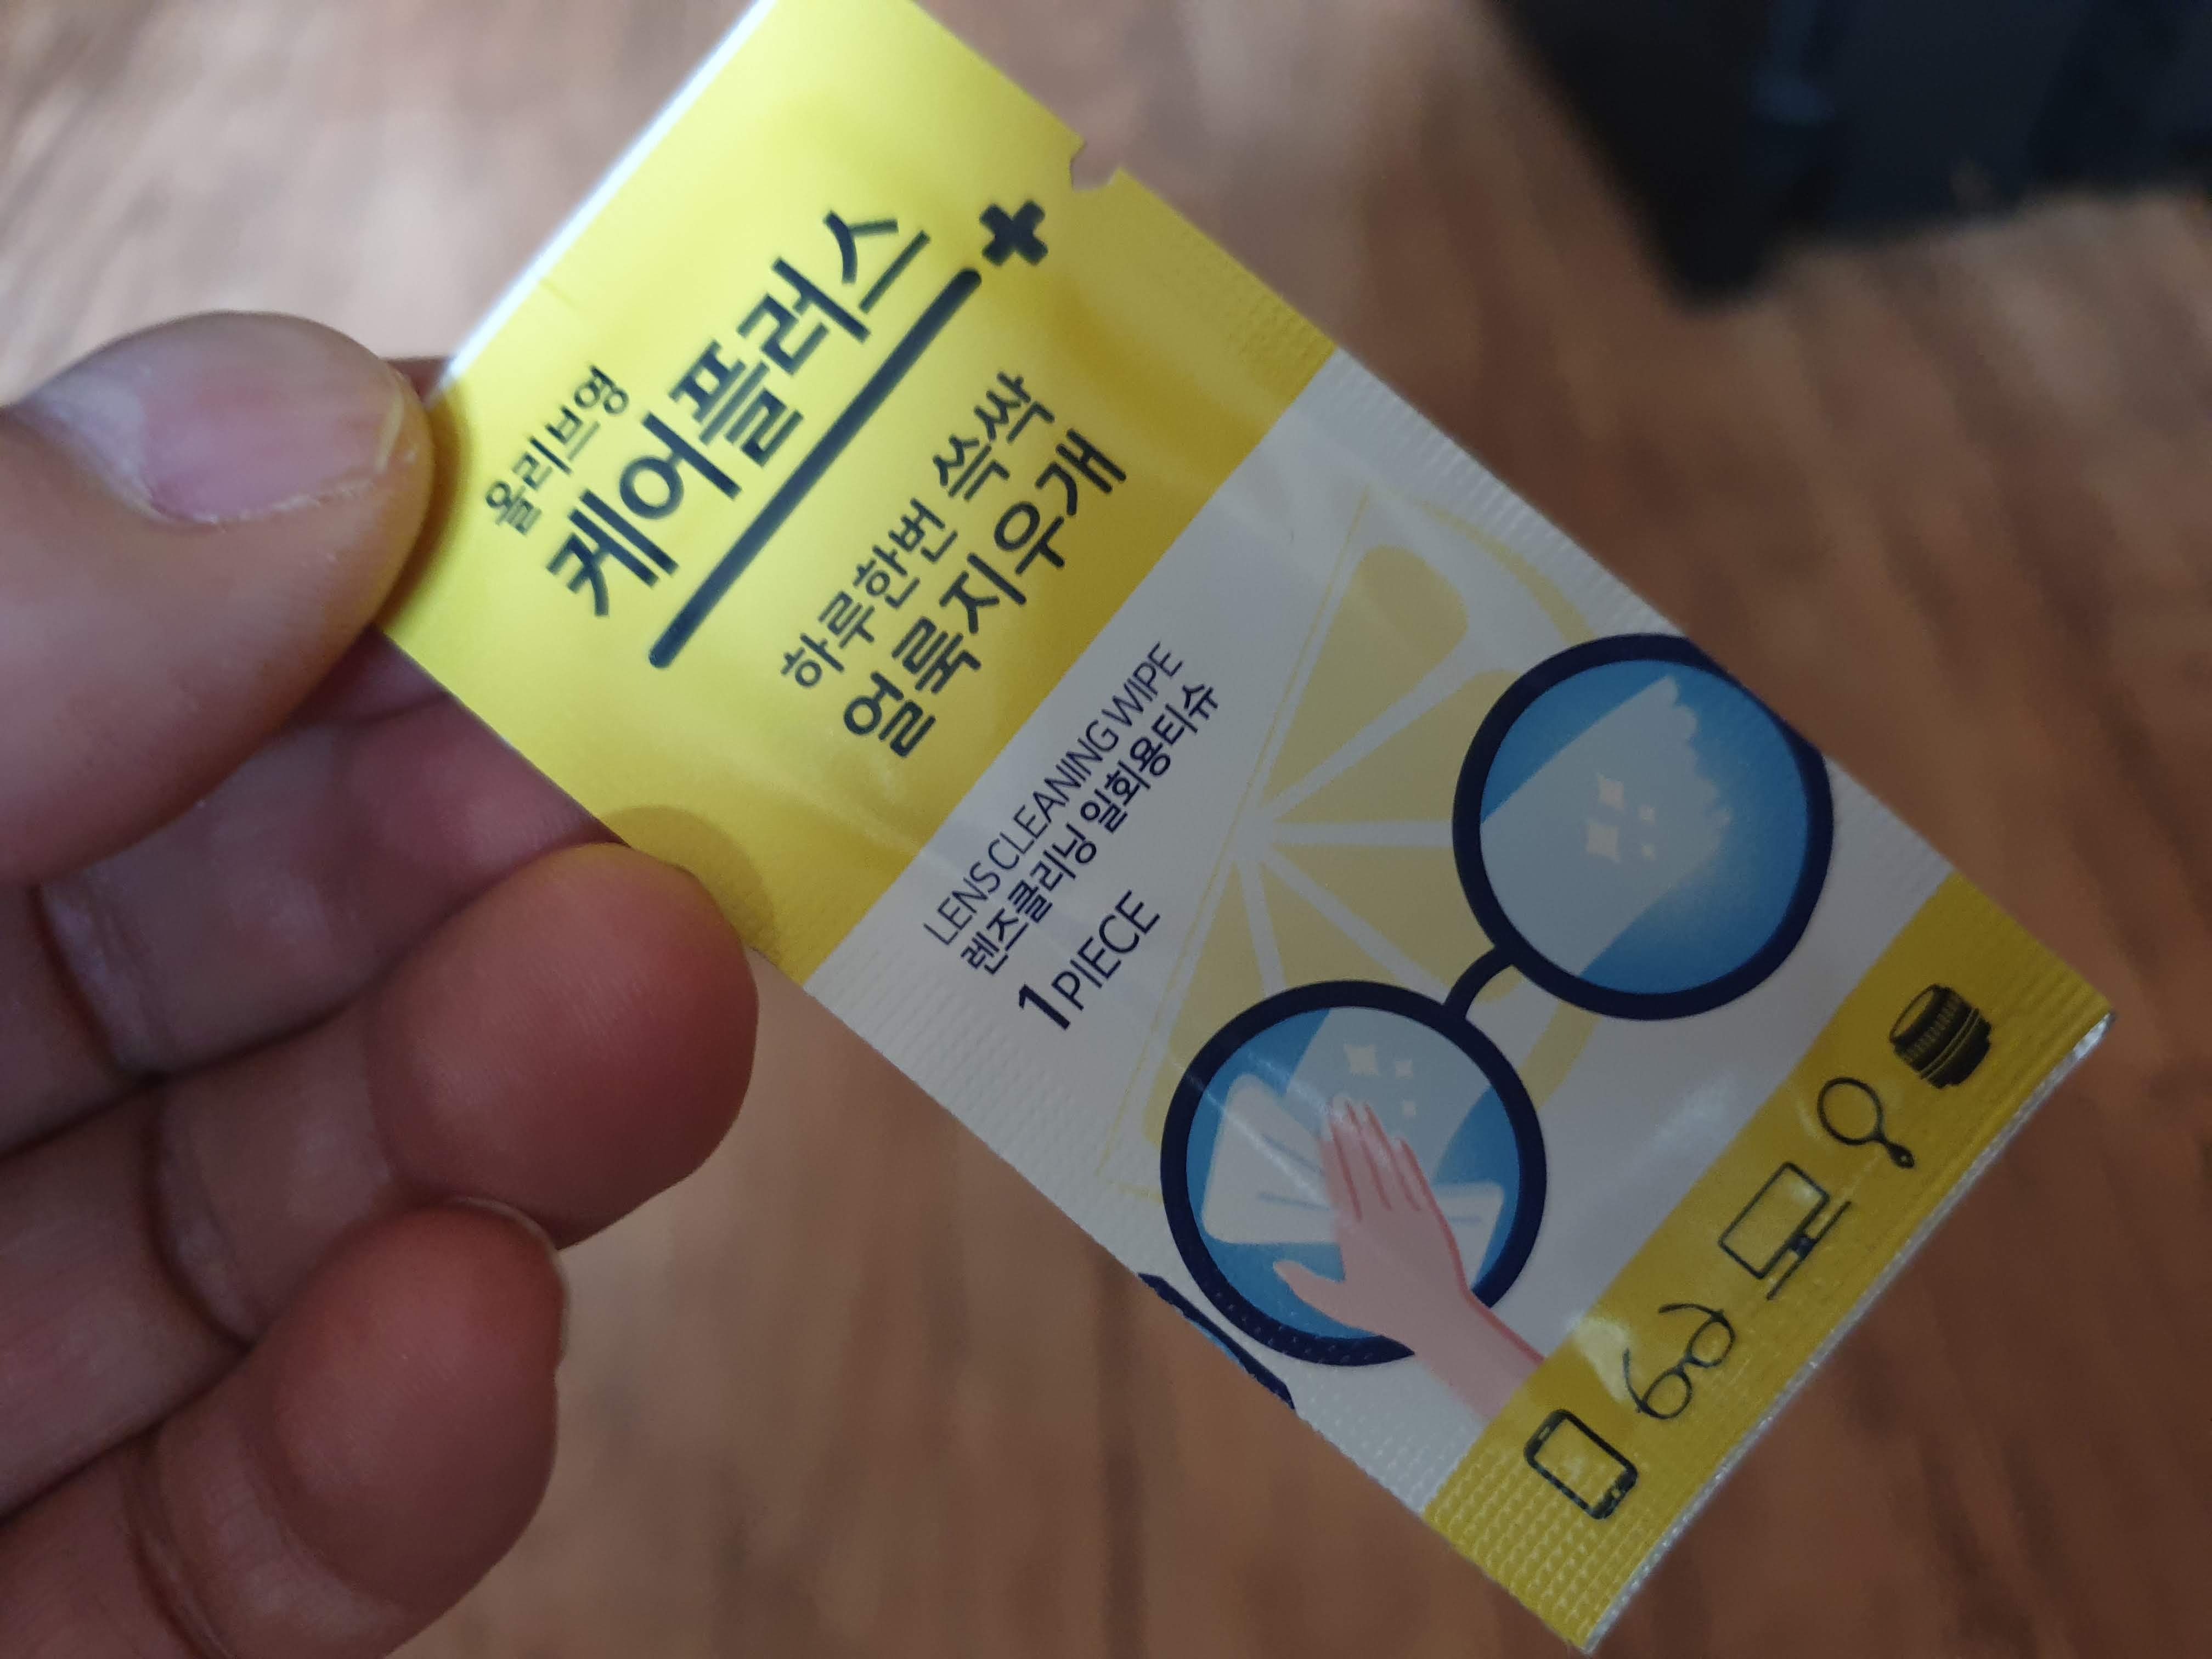 올리브영
케어플러스
하루한번 쓱싹
얼룩지우개
LENS CLEANING WIPE
렌즈클리닝 일회용티슈
1 PIECE